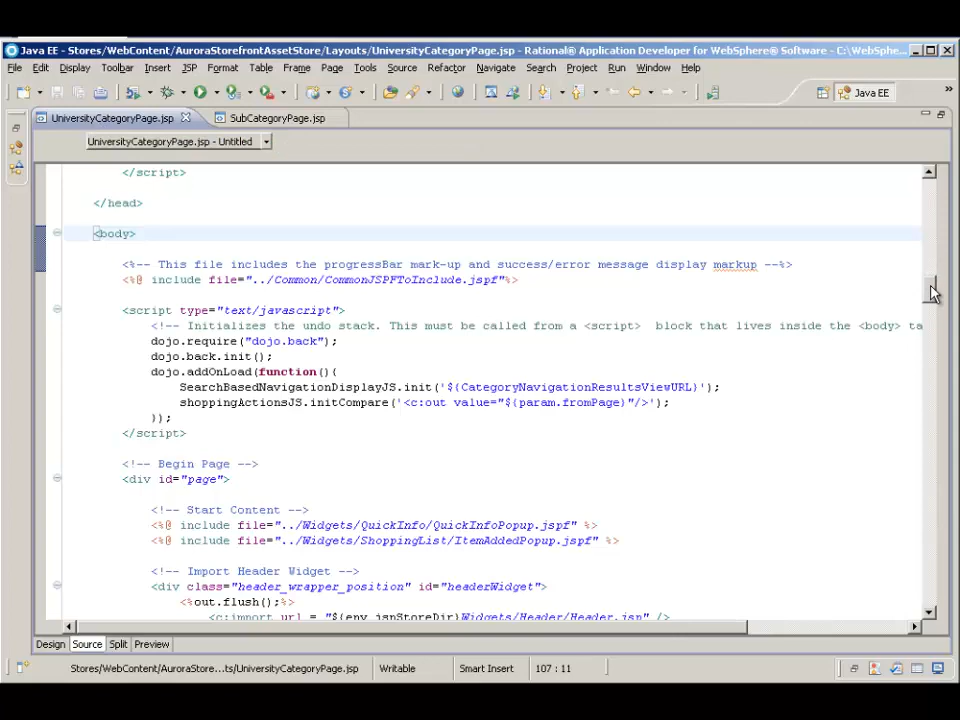 Java EE - Stores/WebContent/AuroraStorefrontAssetStore/Layouts/UniversityCategoryPage.jsp - Rational® Application Developer for WebSphere® Software - C:\WebSphe...
File Edit Display Toolbar Insert JSP Format Table Frame Page Tools Source Refactor Navigate Search Project Run Window Help
Java EE
UniversityCategoryPage.jsp SubCategoryPage.jsp
UniversityCategoryPage.jsp - Untitled
</script>
</head>
<body>
<%-- This file includes the progressBar mark-up and success/error message display markup --%>
<%@ include file="../Common/CommonJSPFToInclude.jspf"%>
<script type="text/javascript">
<!-- Initializes the undo stack. This must be called from a <script>  block that lives inside the <body> ta
dojo.require("dojo.back");
dojo.back.init();
dojo.addOnLoad(function(){
SearchBasedNavigationDisplayJS.init('${CategoryNavigationResultsViewURL}');
shoppingActionsJS.initCompare('<c:out value="${param.fromPage}"/>');
});
</script>
<!-- Begin Page -->
<div id="page">
<!-- Start Content -->
<%@ include file="../Widgets/QuickInfo/QuickInfoPopup.jspf" %>
<%@ include file="../Widgets/ShoppingList/ItemAddedPopup.jspf" %>
<!-- Import Header Widget -->
<div class="header_wrapper_position" id="headerWidget">
<%out.flush();%>
<c:import url = "${env_jspStoreDir}Widgets/Header/Header.jsp" />
Design Source Split Preview
Stores/WebContent/AuroraStore...ts/UniversityCategoryPage.jsp Writable Smart Insert 107 : 11